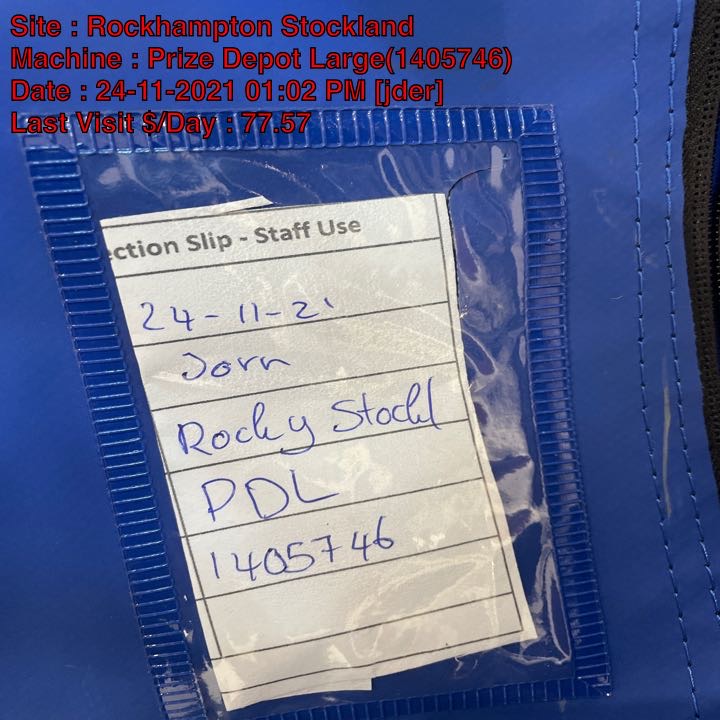 Site : Rockhampton Stockland
Machine : Prize Depot Large(1405746)
Date : 24-11-2021 01:02 PM [jder]
Last Visit $/Day : 77.57
ection Slip - Staff Use
24-11-21
Jorn
Rocky Stockl
PDL
1405746